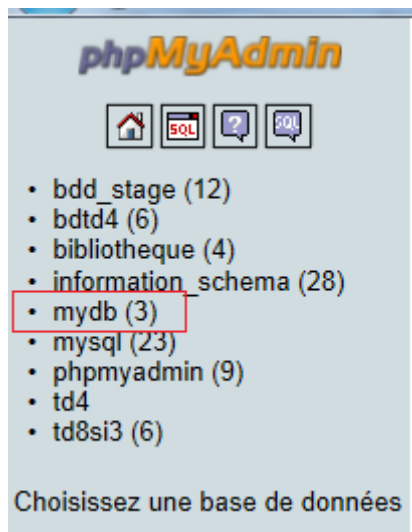 phpMyAdmin
SQL ? SQL
bdd_stage (12)
bdtd4 (6)
bibliotheque (4)
information_schema (28)
mydb (3)
mysql (23)
phpmyadmin (9)
td4
td8si3 (6)
Choisissez une base de données